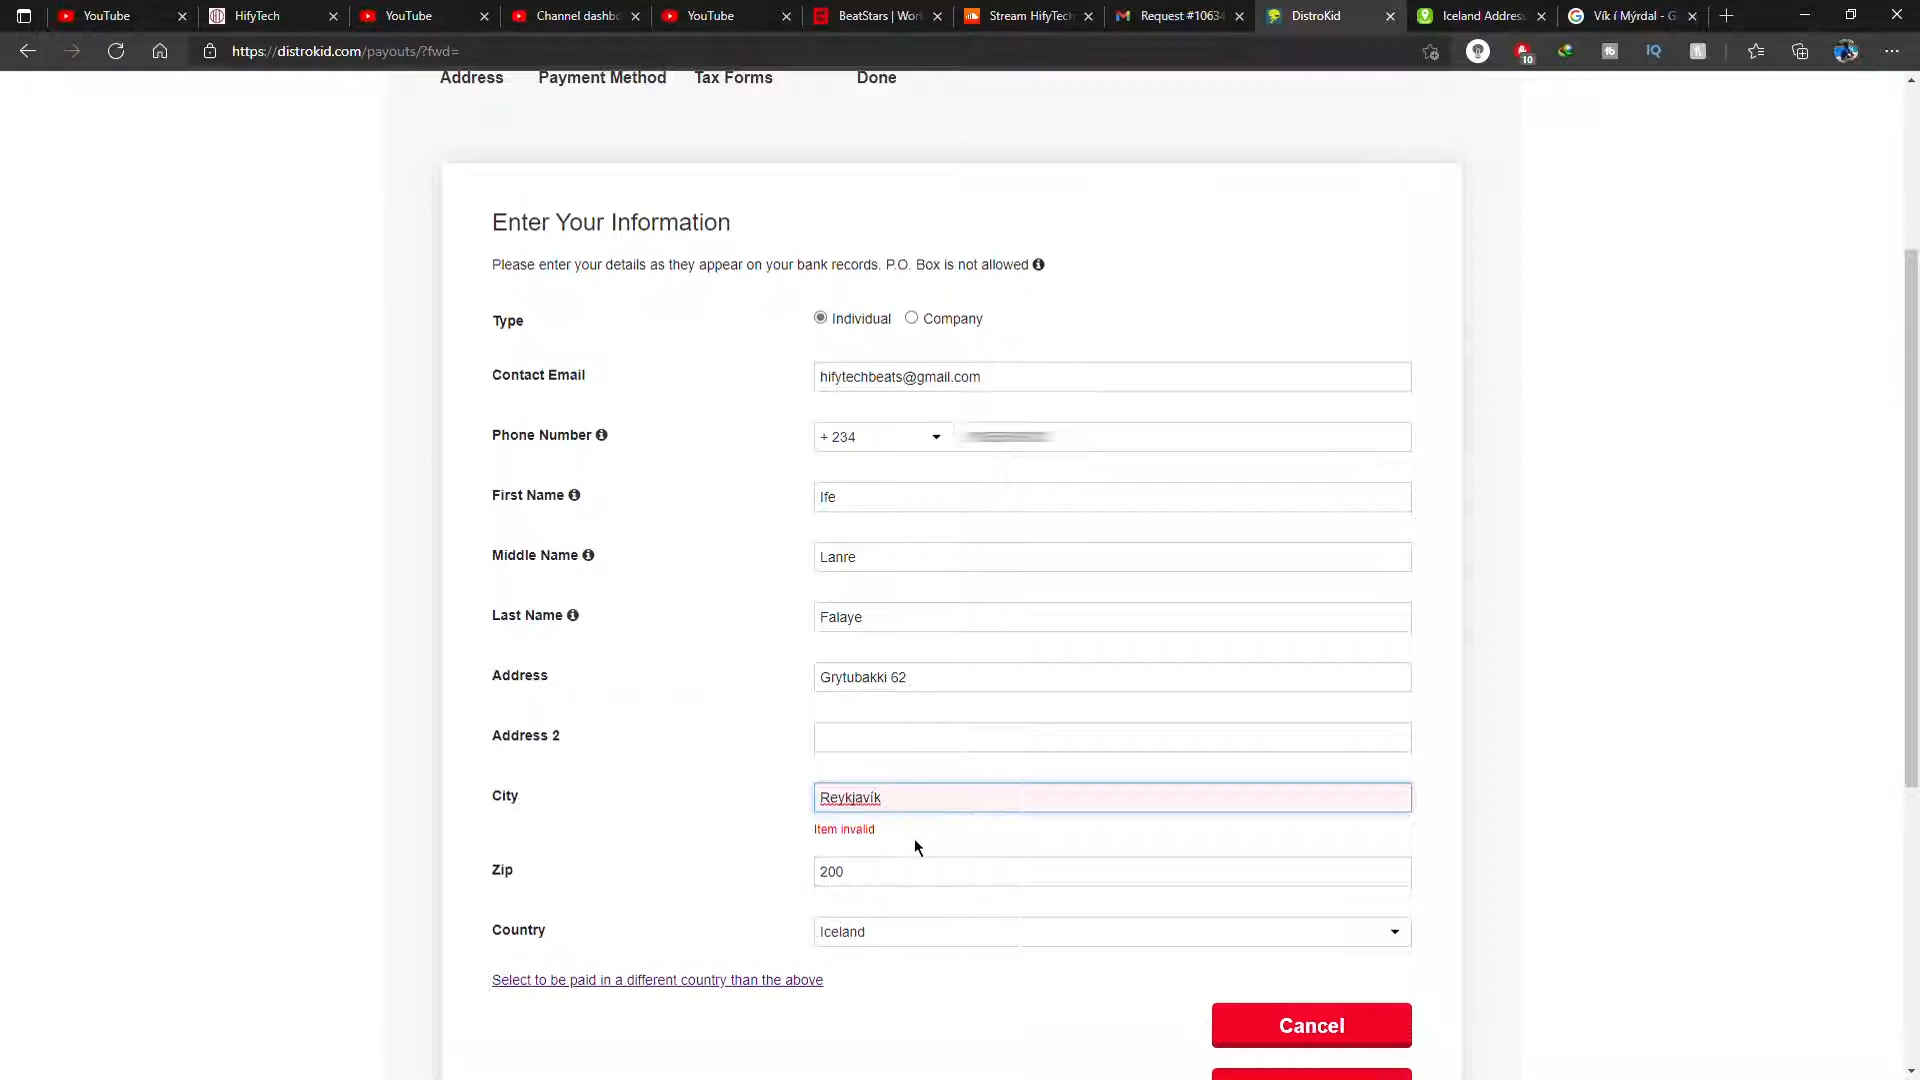 YouTube HifyTech YouTube Channel dashb YouTube BeatStars | Wor Stream HifyTech Request #1063 DistroKid Iceland Address Vík í Mýrdal - G
https://distrokid.com/payouts/?fwd=
10
Address Payment Method Tax Forms Done
Enter Your Information
Please enter your details as they appear on your bank records. P.O. Box is not allowed
Type Individual Company
Contact Email hifytechbeats@gmail.com
Phone Number + 234
First Name Ife
Middle Name Lanre
Last Name Falaye
Address Grytubakki 62
Address 2
City Reykjavík
Item invalid
Zip 200
Country Iceland
Select to be paid in a different country than the above
Cancel